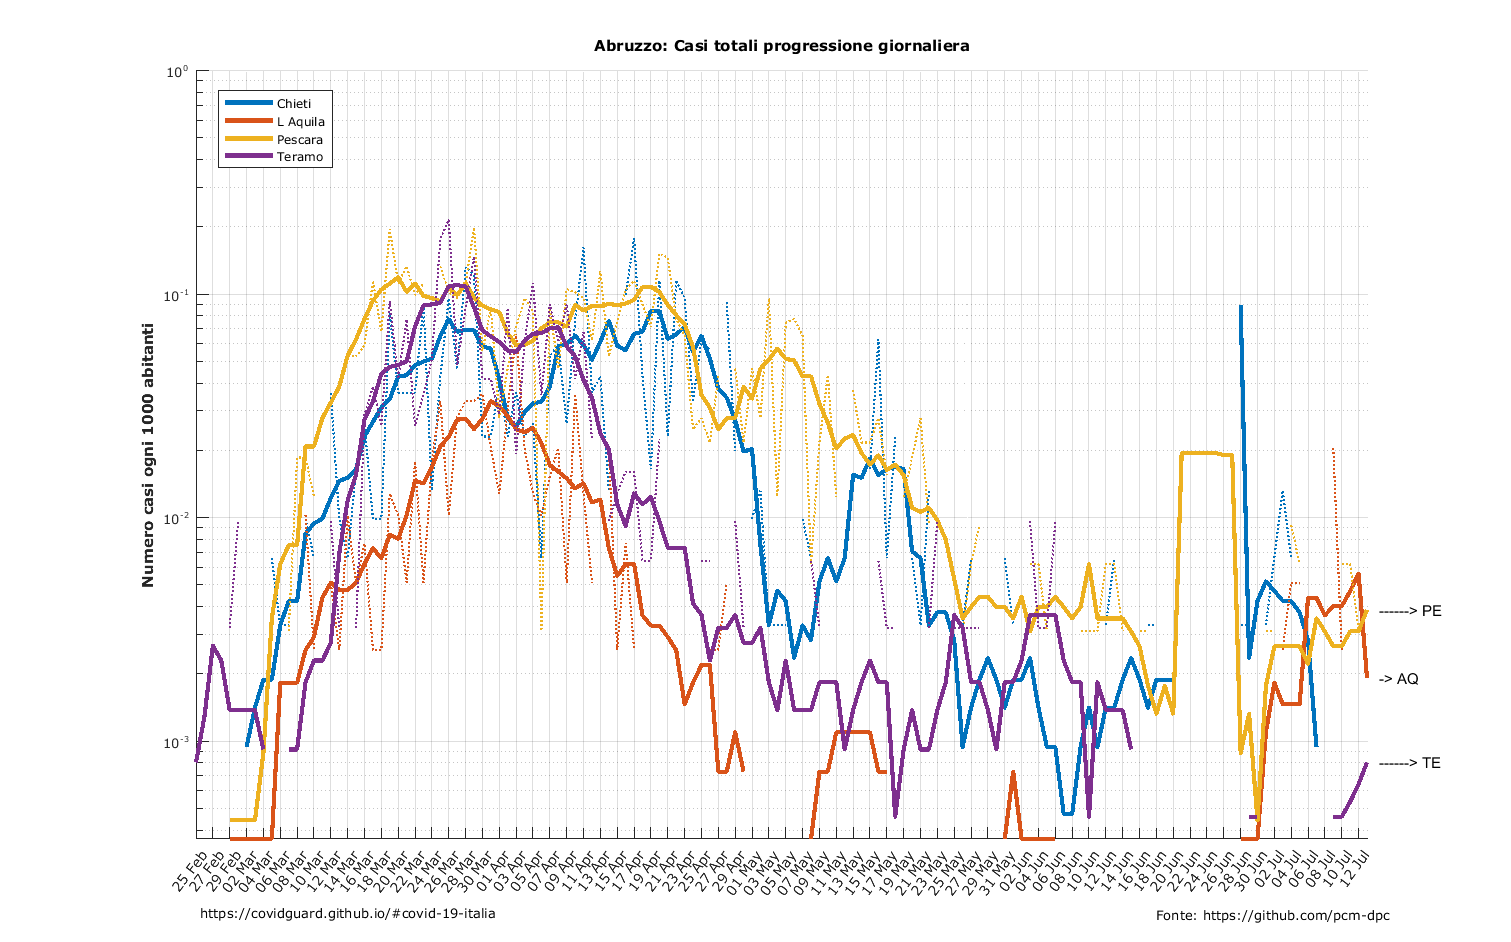 Abruzzo: Casi totali progressione giornaliera
10⁰
10⁻¹
10⁻²
10⁻³
Numero casi ogni 1000 abitanti
Chieti
L Aquila
Pescara
Teramo
------> PE
-> AQ
------> TE
25 Feb
27 Feb
29 Feb
02 Mar
04 Mar
06 Mar
08 Mar
10 Mar
12 Mar
14 Mar
16 Mar
18 Mar
20 Mar
22 Mar
24 Mar
26 Mar
28 Mar
30 Mar
01 Apr
03 Apr
05 Apr
07 Apr
09 Apr
11 Apr
13 Apr
15 Apr
17 Apr
19 Apr
21 Apr
23 Apr
25 Apr
27 Apr
29 Apr
01 May
03 May
05 May
07 May
09 May
11 May
13 May
15 May
17 May
19 May
21 May
23 May
25 May
27 May
29 May
31 May
02 Jun
04 Jun
06 Jun
08 Jun
10 Jun
12 Jun
14 Jun
16 Jun
18 Jun
20 Jun
22 Jun
24 Jun
26 Jun
28 Jun
30 Jun
02 Jul
04 Jul
06 Jul
08 Jul
10 Jul
12 Jul
https://covidguard.github.io/#covid-19-italia
Fonte: https://github.com/pcm-dpc